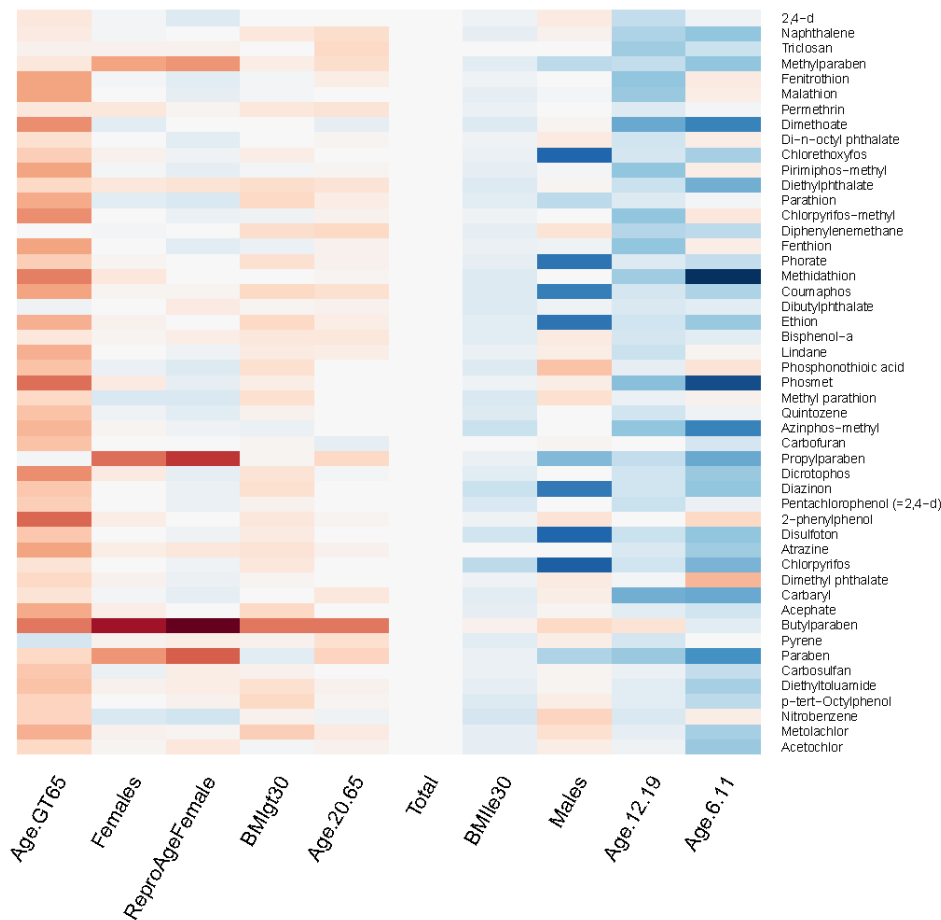 2,4-d
Naphthalene
Triclosan
Methylparaben
Fenitrothion
Malathion
Permethrin
Dimethoate
Di-n-octyl phthalate
Chlorethoxyfos
Pirimiphos-methyl
Diethylphthalate
Parathion
Chlorpyrifos-methyl
Diphenylenemethane
Fenthion
Phorate
Methidathion
Coumaphos
Dibutylphthalate
Ethion
Bisphenol-a
Lindane
Phosphonothioic acid
Phosmet
Methyl parathion
Quintozene
Azinphos-methyl
Carbofuran
Propylparaben
Dicrotophos
Diazinon
Pentachlorophenol (=2,4-d)
2-phenylphenol
Disulfoton
Atrazine
Chlorpyrifos
Dimethyl phthalate
Carbaryl
Acephate
Butylparaben
Pyrene
Paraben
Carbosulfan
Diethyltoluamide
p-tert-Octylphenol
Nitrobenzene
Metolachlor
Acetochlor
Age.GT65
Females
ReproAgeFemale
BMIgt30
Age.20.65
Total
BMIle30
Males
Age.12.19
Age.6.11